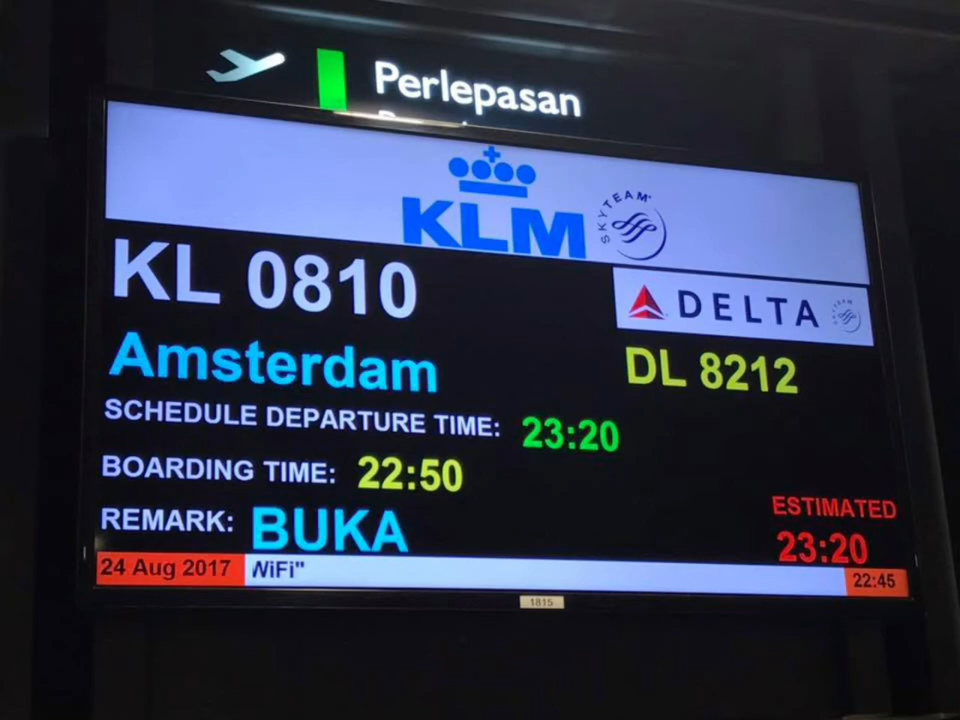 Perlepasan
KLM
SKYTEAM
KL 0810
DELTA
SKYTEAM
Amsterdam
DL 8212
SCHEDULE DEPARTURE TIME: 23:20
BOARDING TIME: 22:50
ESTIMATED
REMARK: BUKA
23:20
24 Aug 2017
WiFi"
22:45
1815